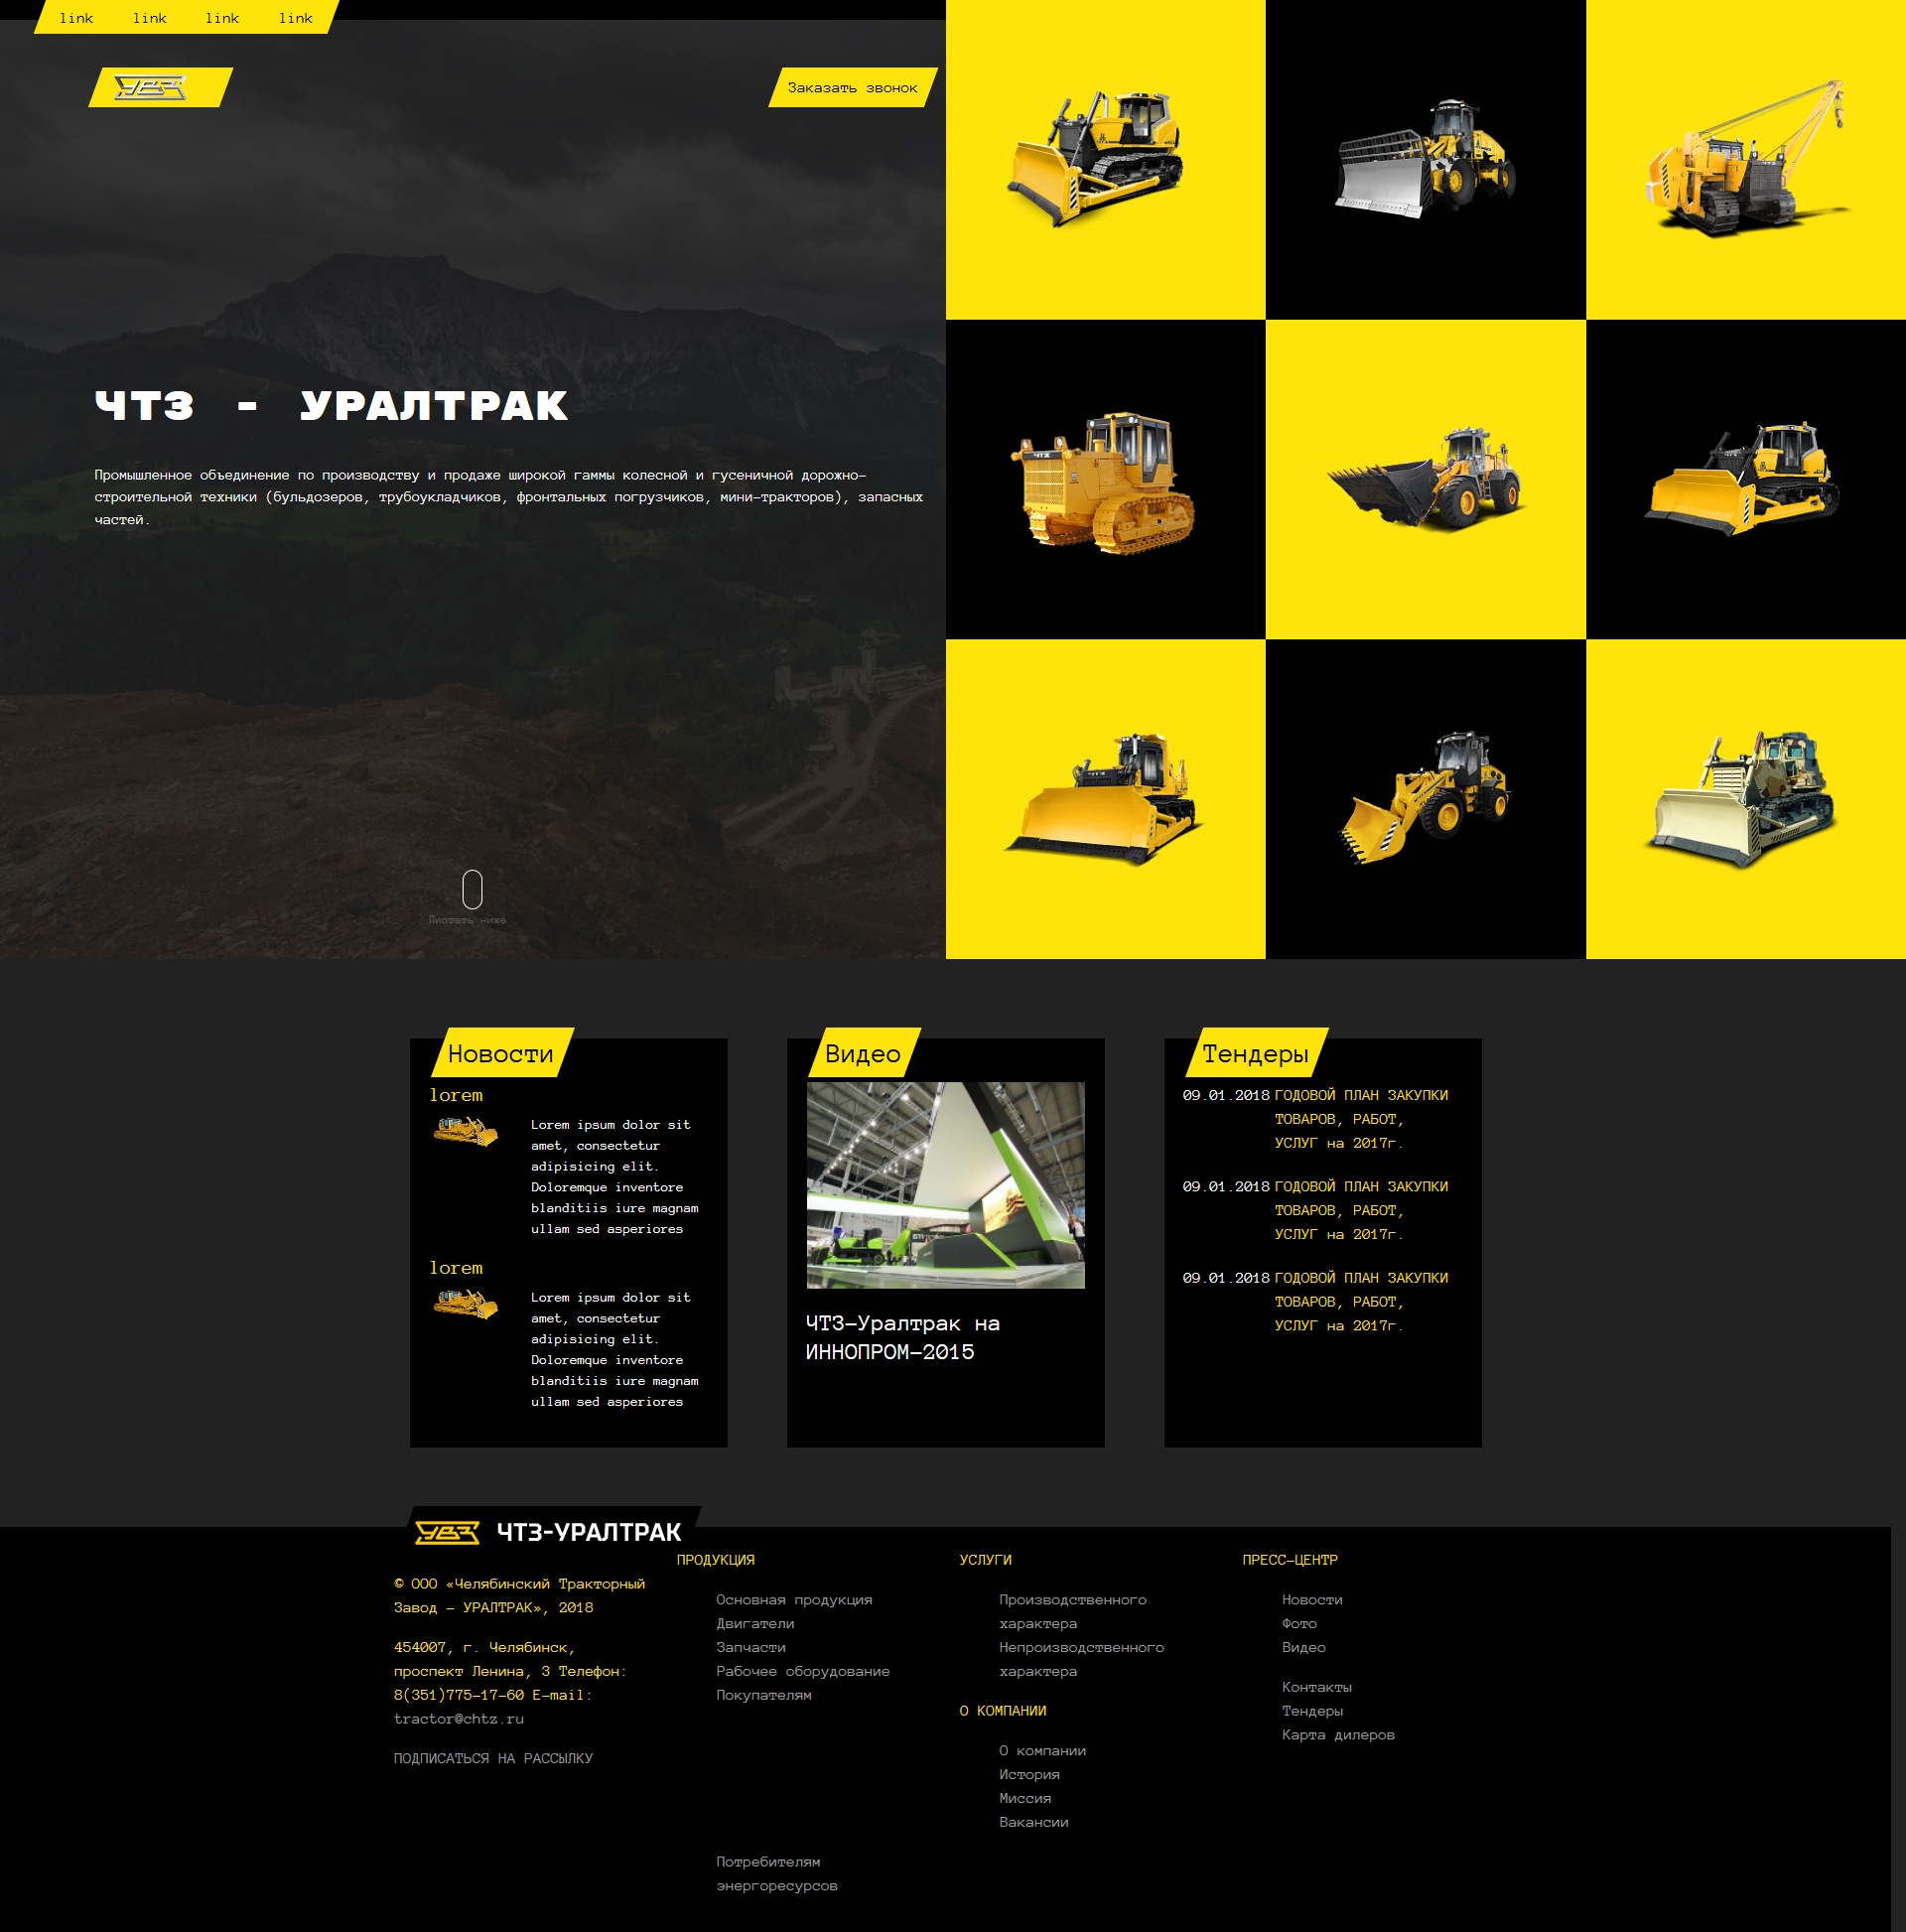 link link link link
УВЗ
Заказать звонок
ЧТЗ - УРАЛТРАК
Промышленное объединение по производству и продаже широкой гаммы колесной и гусеничной дорожно-
строительной техники (бульдозеров, трубоукладчиков, фронтальных погрузчиков, мини-тракторов), запасных
частей.
Листать ниже
Новости
lorem
Lorem ipsum dolor sit
amet, consectetur
adipisicing elit.
Doloremque inventore
blanditiis iure magnam
ullam sed asperiores
lorem
Lorem ipsum dolor sit
amet, consectetur
adipisicing elit.
Doloremque inventore
blanditiis iure magnam
ullam sed asperiores
Видео
ЧТЗ-Уралтрак на
ИННОПРОМ-2015
Тендеры
09.01.2018 ГОДОВОЙ ПЛАН ЗАКУПКИ
ТОВАРОВ, РАБОТ,
УСЛУГ на 2017г.
09.01.2018 ГОДОВОЙ ПЛАН ЗАКУПКИ
ТОВАРОВ, РАБОТ,
УСЛУГ на 2017г.
09.01.2018 ГОДОВОЙ ПЛАН ЗАКУПКИ
ТОВАРОВ, РАБОТ,
УСЛУГ на 2017г.
УВЗ ЧТЗ-УРАЛТРАК
© ООО «Челябинский Тракторный
Завод - УРАЛТРАК», 2018
454007, г. Челябинск,
проспект Ленина, 3 Телефон:
8(351)775-17-60 E-mail:
tractor@chtz.ru
ПОДПИСАТЬСЯ НА РАССЫЛКУ
ПРОДУКЦИЯ
Основная продукция
Двигатели
Запчасти
Рабочее оборудование
Покупателям
Потребителям
энергоресурсов
УСЛУГИ
Производственного
характера
Непроизводственного
характера
О КОМПАНИИ
О компании
История
Миссия
Вакансии
ПРЕСС-ЦЕНТР
Новости
Фото
Видео
Контакты
Тендеры
Карта дилеров